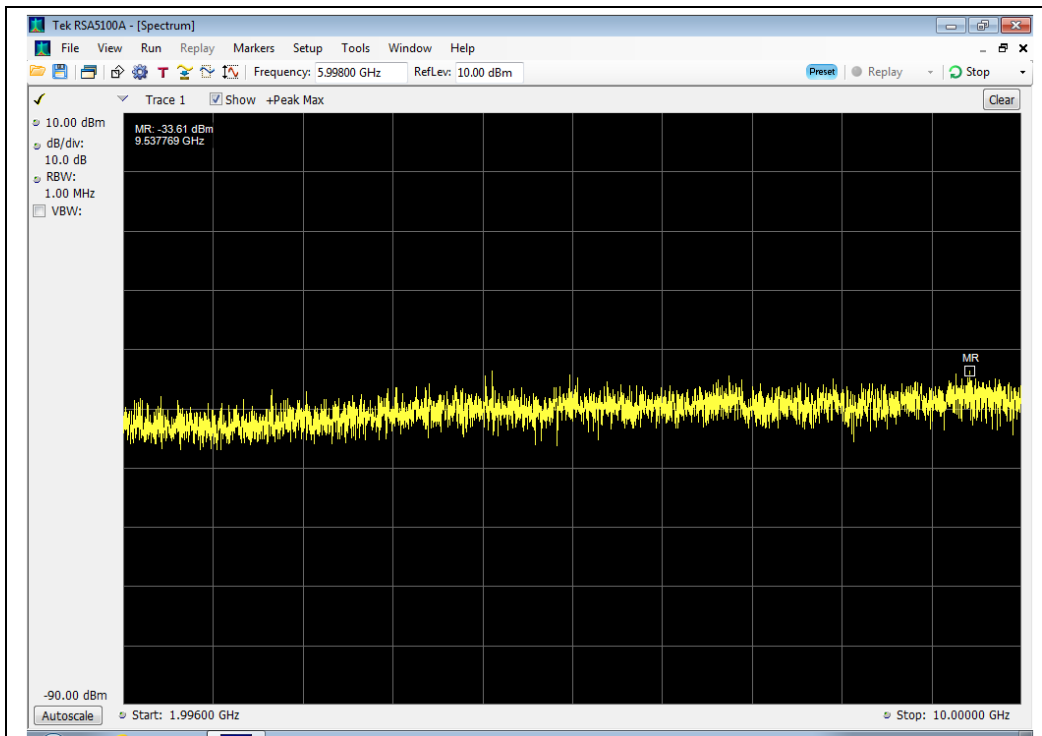 Tek RSA5100A - [Spectrum]
File View Run Replay Markers Setup Tools Window Help
T Frequency: 5.99800 GHz RefLev: 10.00 dBm Preset Replay Stop
Trace 1 Show +Peak Max Clear
10.00 dBm
dB/div:
10.0 dB
RBW:
1.00 MHz
VBW:
MR: -33.61 dBm
9.537769 GHz
MR
-90.00 dBm
Autoscale Start: 1.99600 GHz Stop: 10.00000 GHz